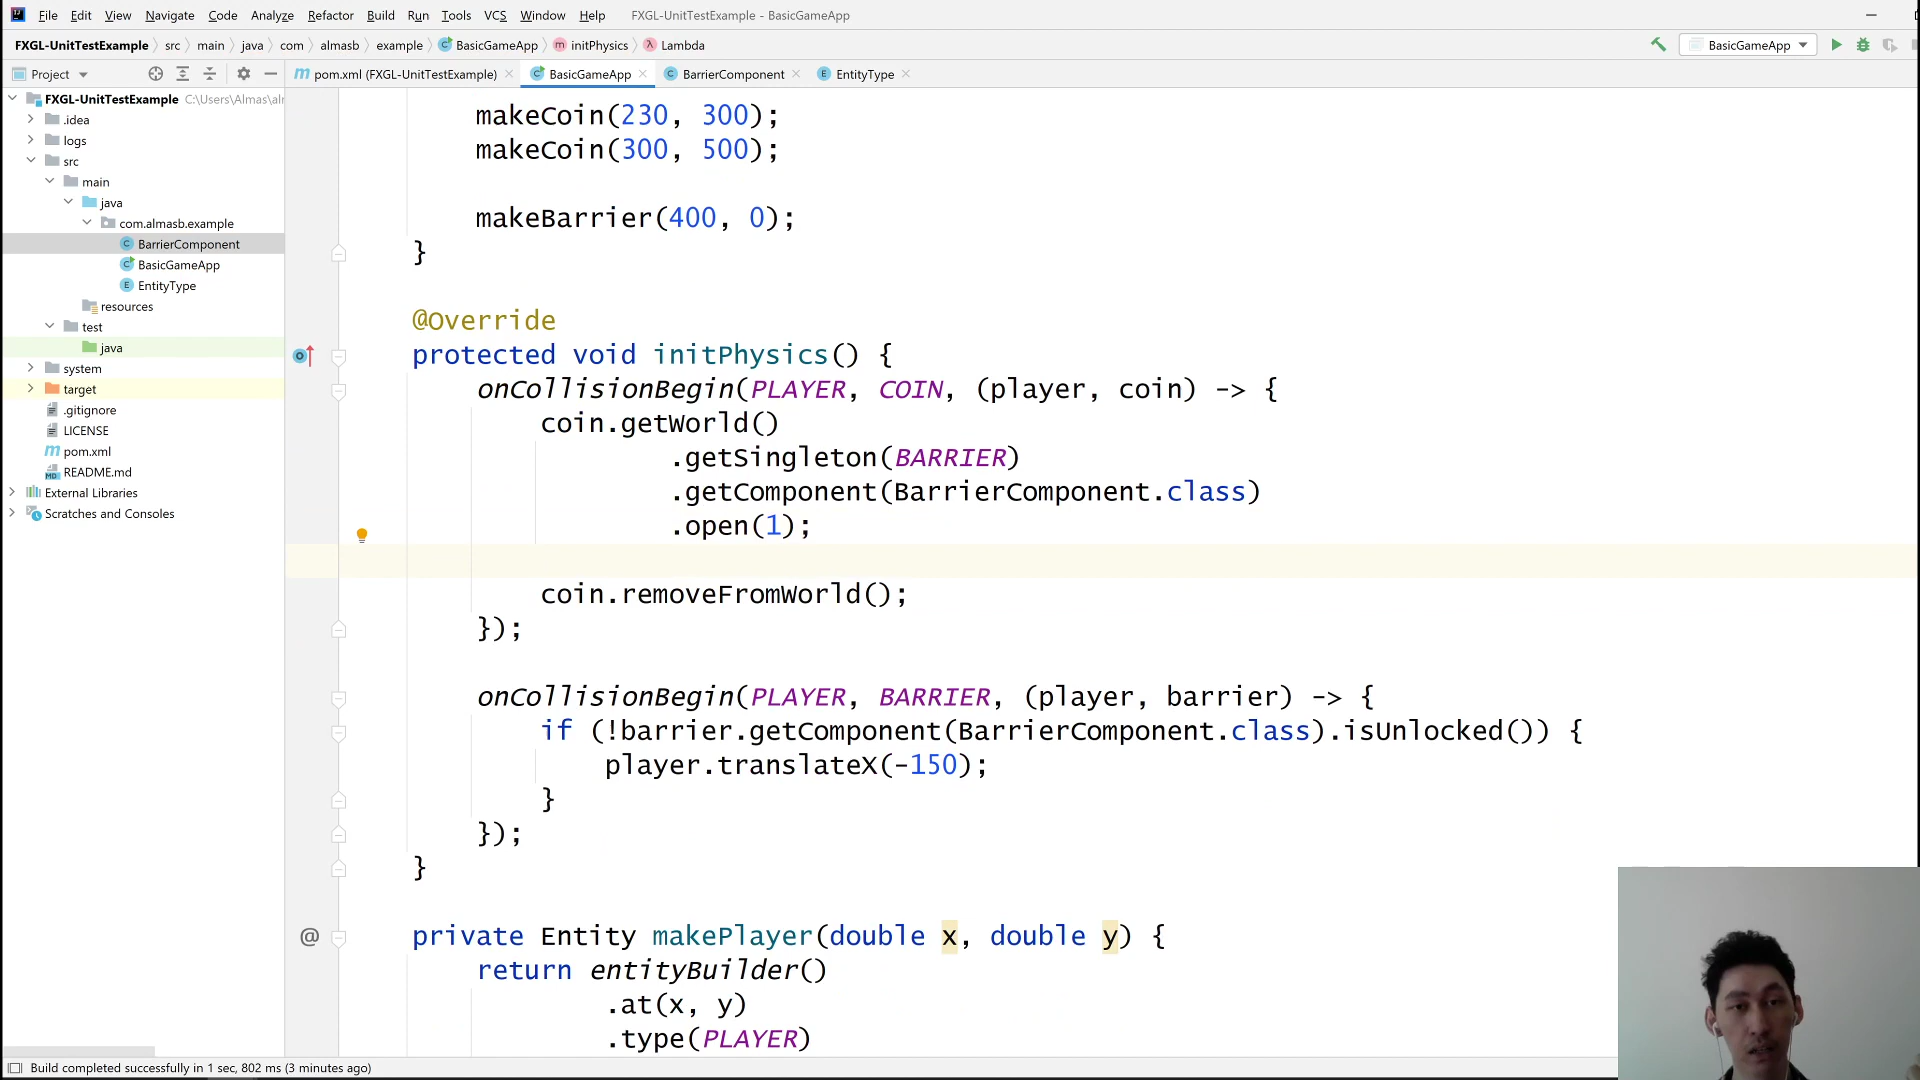 File Edit View Navigate Code Analyze Refactor Build Run Tools VCS Window Help FXGL-UnitTestExample - BasicGameApp
FXGL-UnitTestExample src main java com almasb example BasicGameApp initPhysics Lambda
BasicGameApp
Project
pom.xml (FXGL-UnitTestExample) BasicGameApp BarrierComponent EntityType
FXGL-UnitTestExample C:\Users\Almas\alm
.idea
logs
src
main
java
com.almasb.example
BarrierComponent
BasicGameApp
EntityType
resources
test
java
system
target
.gitignore
LICENSE
pom.xml
README.md
External Libraries
Scratches and Consoles
makeCoin(230, 300);
makeCoin(300, 500);
makeBarrier(400, 0);
}
@Override
protected void initPhysics() {
onCollisionBegin(PLAYER, COIN, (player, coin) -> {
coin.getWorld()
.getSingleton(BARRIER)
.getComponent(BarrierComponent.class)
.open(1);
coin.removeFromWorld();
});
onCollisionBegin(PLAYER, BARRIER, (player, barrier) -> {
if (!barrier.getComponent(BarrierComponent.class).isUnlocked()) {
player.translateX(-150);
}
});
}
private Entity makePlayer(double x, double y) {
return entityBuilder()
.at(x, y)
.type(PLAYER)
Build completed successfully in 1 sec, 802 ms (3 minutes ago)